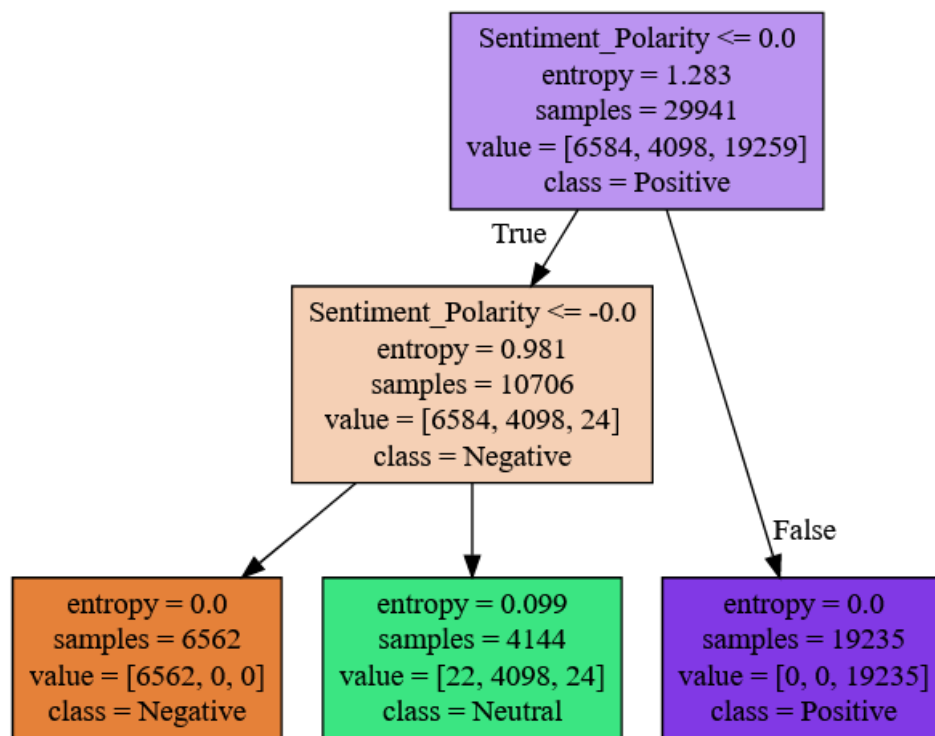 Sentiment_Polarity <= 0.0
entropy = 1.283
samples = 29941
value = [6584, 4098, 19259]
class = Positive
True
Sentiment_Polarity <= -0.0
entropy = 0.981
samples = 10706
value = [6584, 4098, 24]
class = Negative
False
entropy = 0.0
samples = 6562
value = [6562, 0, 0]
class = Negative
entropy = 0.099
samples = 4144
value = [22, 4098, 24]
class = Neutral
entropy = 0.0
samples = 19235
value = [0, 0, 19235]
class = Positive